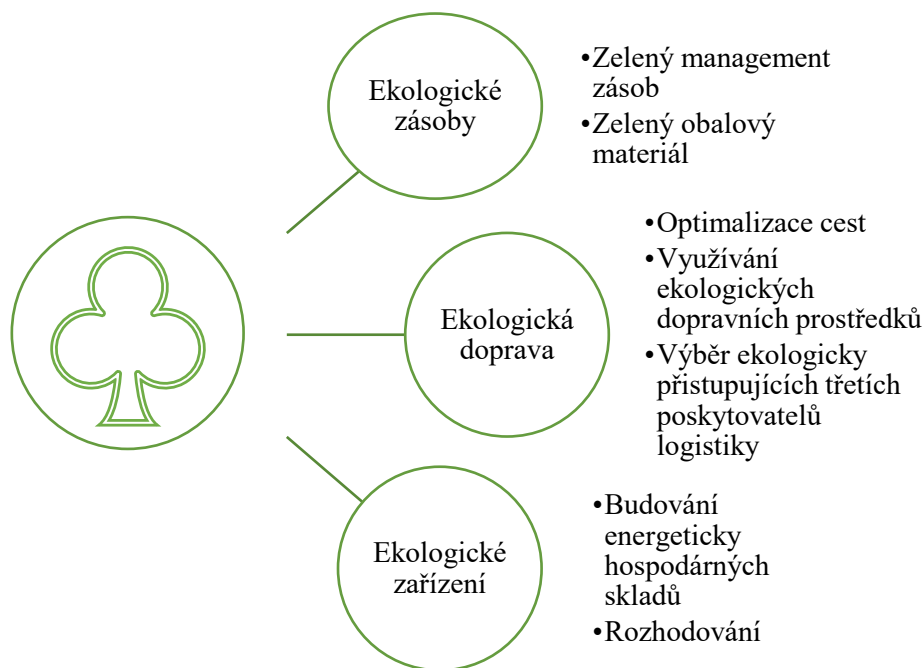 Ekologické
zásoby
•Zelený management
zásob
•Zelený obalový
materiál
Ekologická
doprava
•Optimalizace cest
•Využívání
ekologických
dopravních prostředků
•Výběr ekologicky
přistupujících třetích
poskytovatelů
logistiky
Ekologické
zařízení
•Budování
energeticky
hospodárných
skladů
•Rozhodování